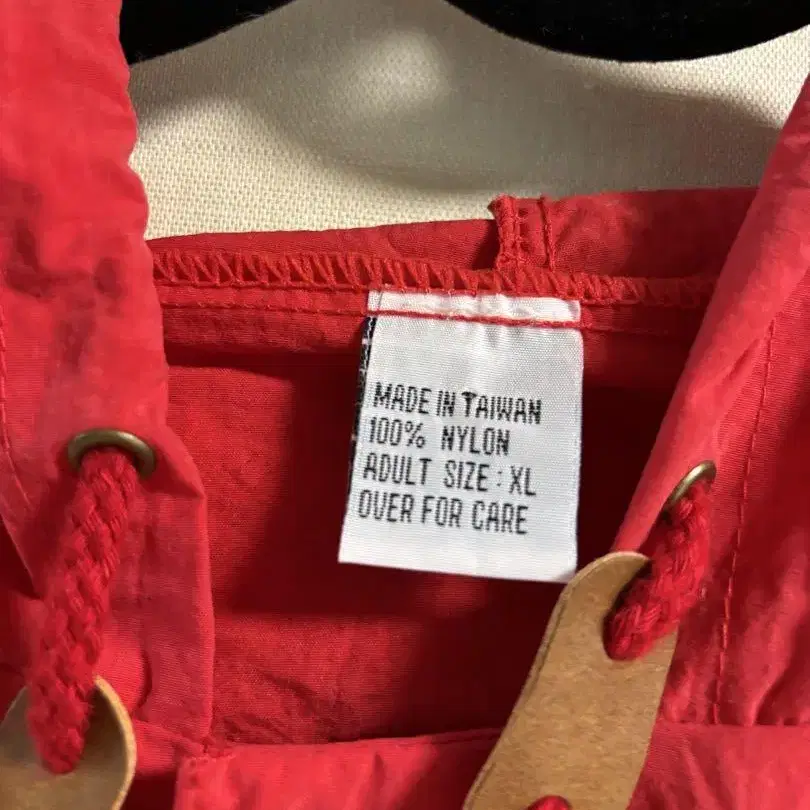 MADE IN TAIWAN
100% NYLON
ADULT SIZE : XL
OVER FOR CARE